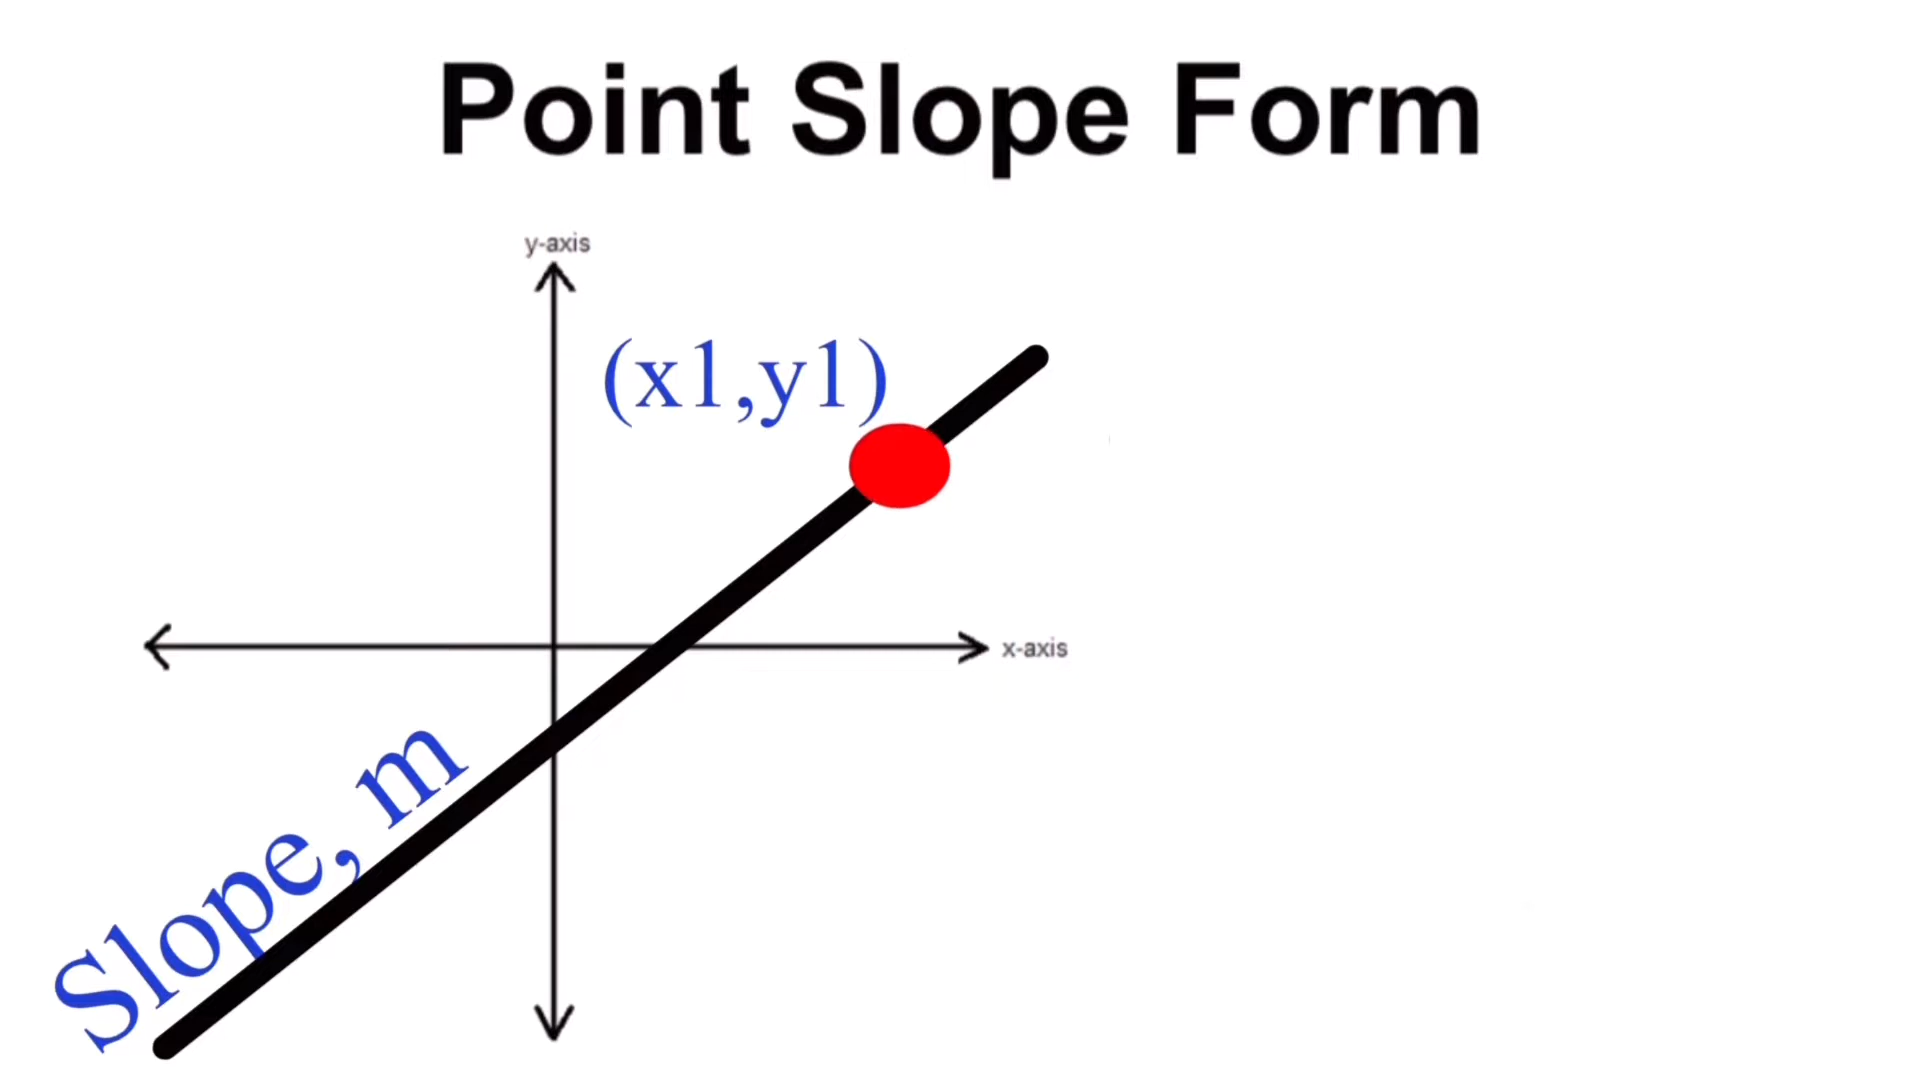 Point Slope Form
y-axis
(x1,y1)
x-axis
Slope, m